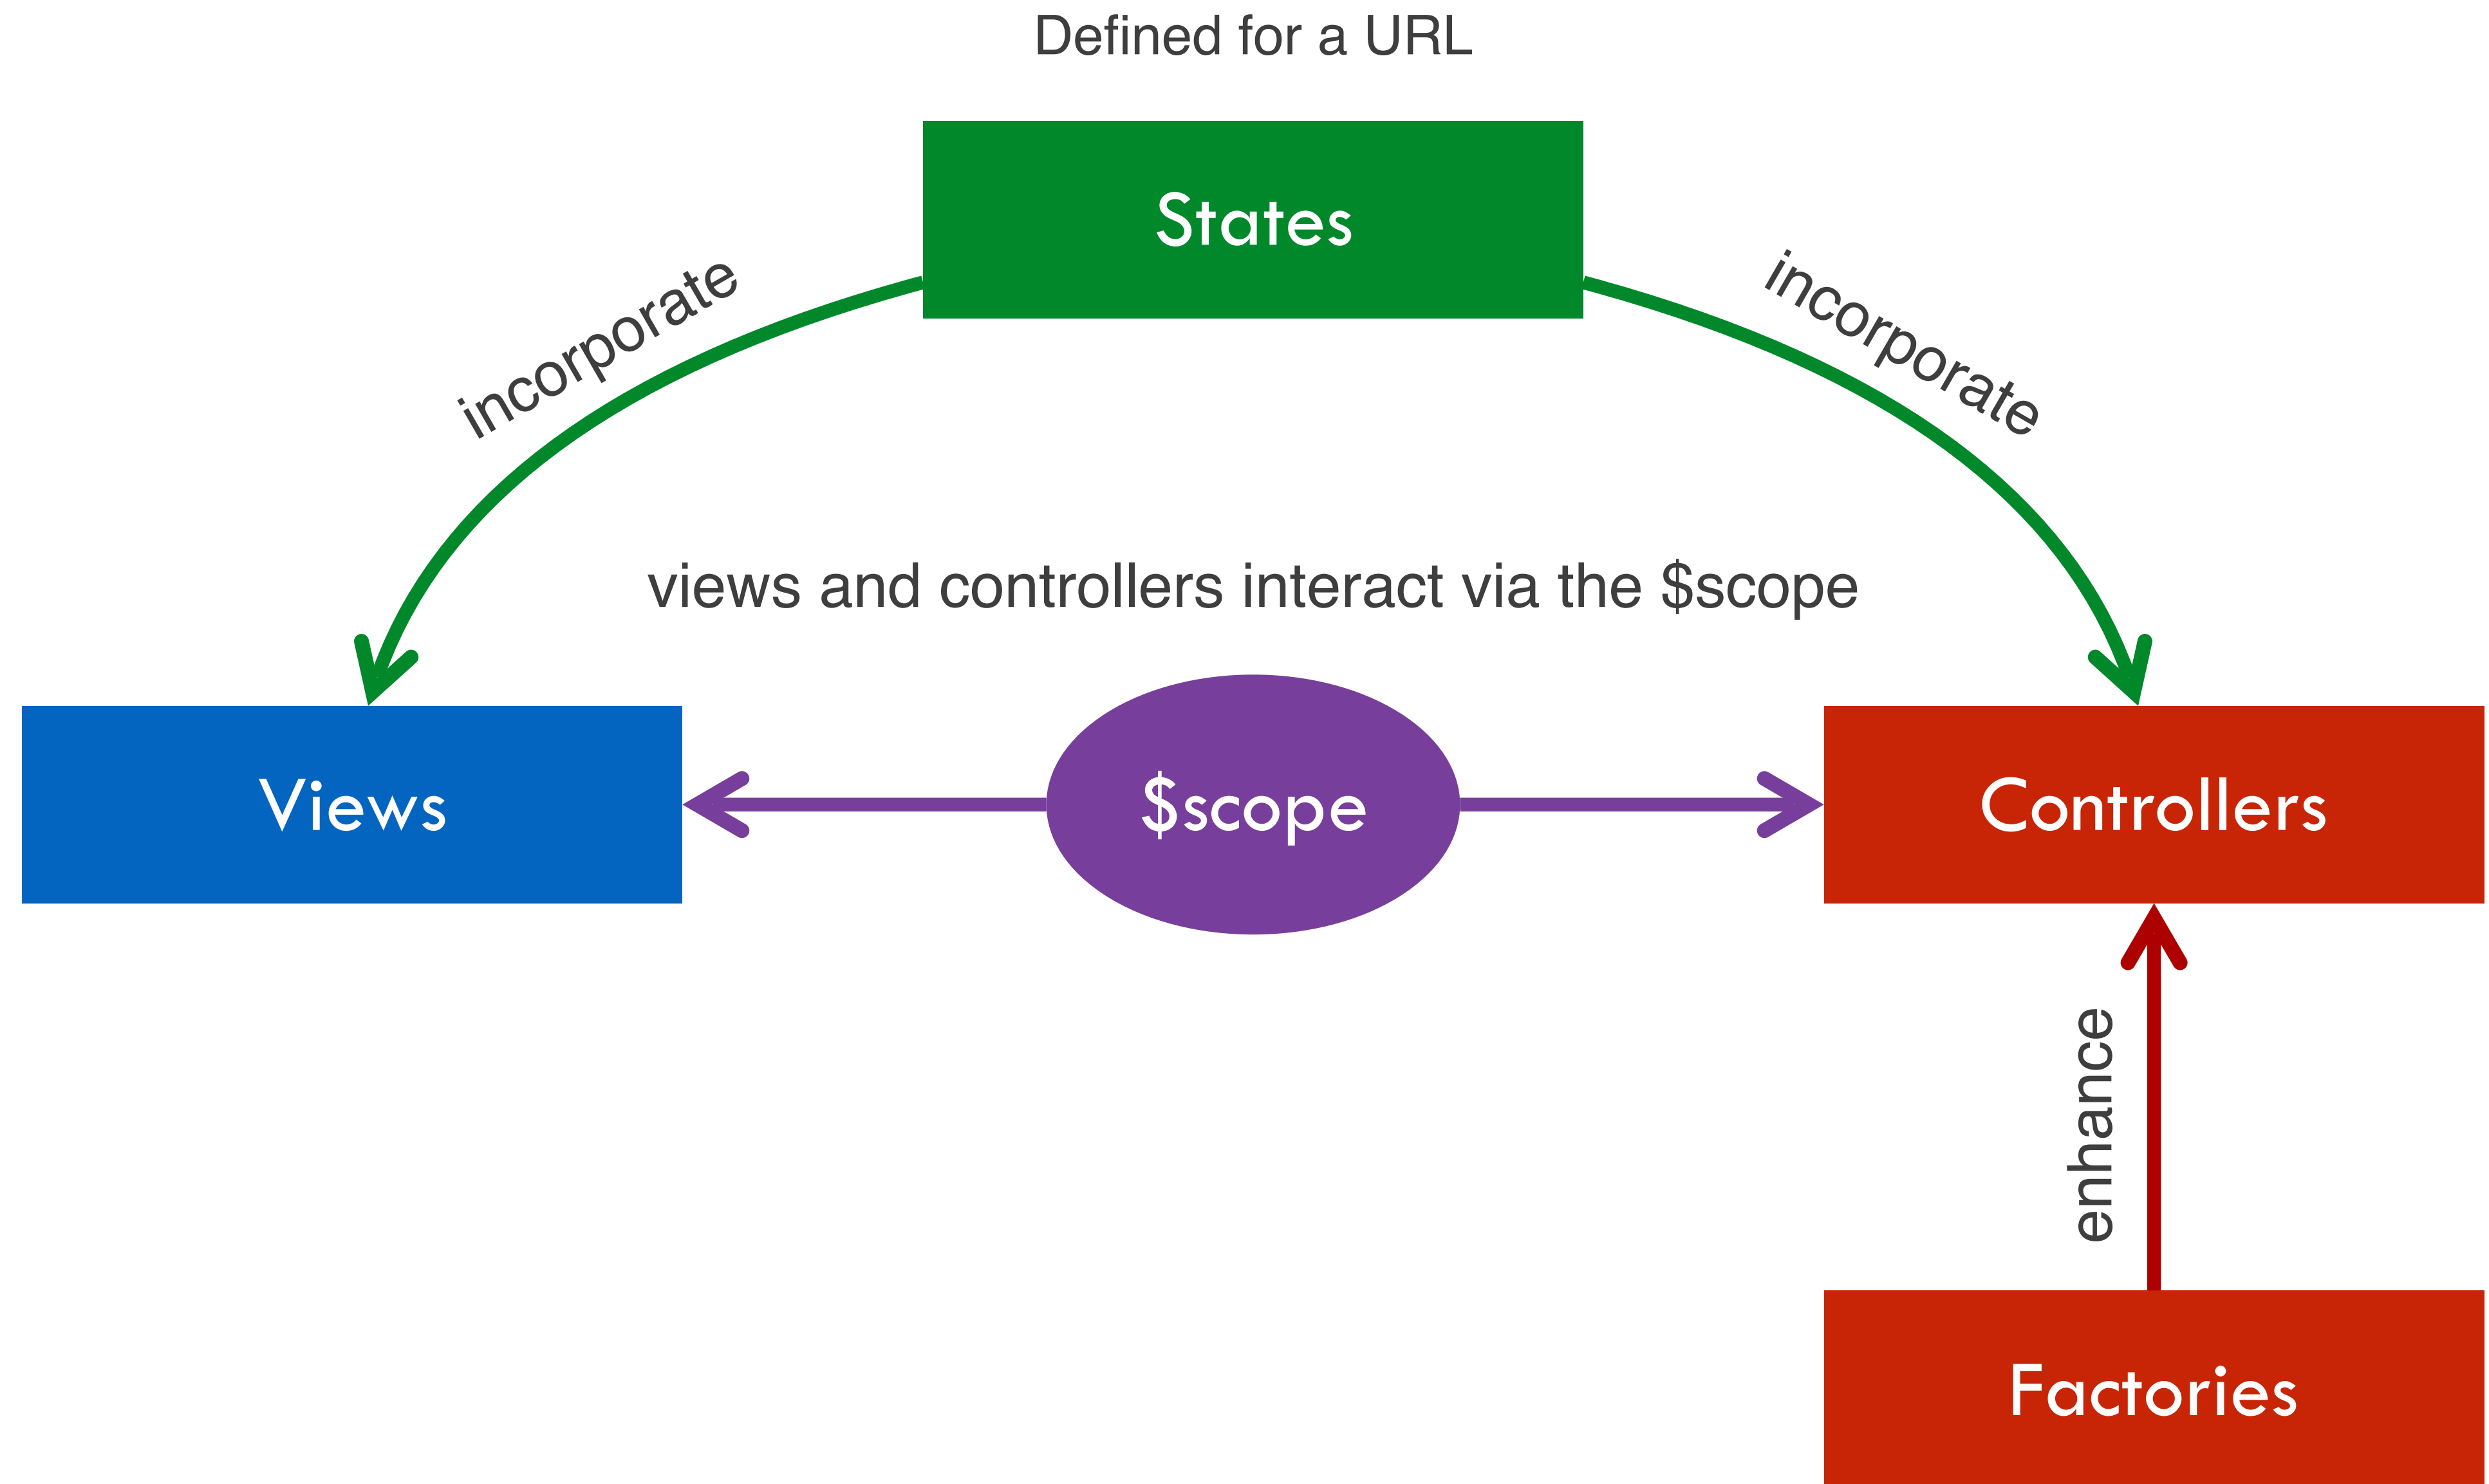 Defined for a URL
States
incorporate
incorporate
views and controllers interact via the $scope
Views
$scope
Controllers
enhance
Factories